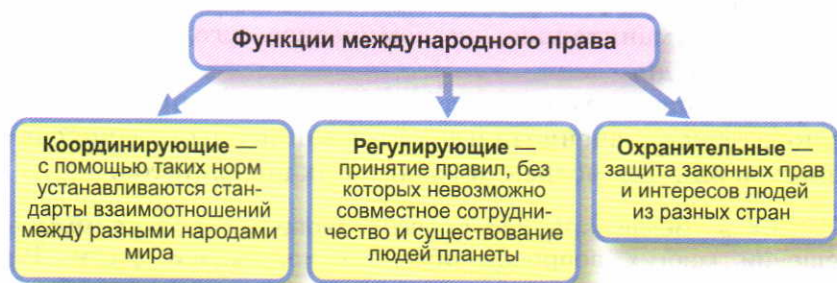 Функции международного права
Координирующие —
с помощью таких норм
устанавливаются стан-
дарты взаимоотношений
между разными народами
мира
Регулирующие —
принятие правил, без
которых невозможно
совместное сотрудни-
чество и существование
людей планеты
Охранительные —
защита законных прав
и интересов людей
из разных стран